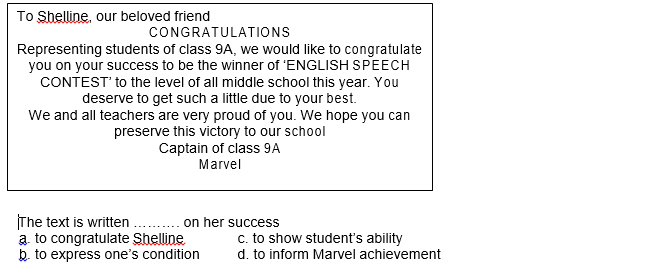 To Shelline, our beloved friend
CONGRATULATIONS
Representing students of class 9A, we would like to congratulate
you on your success to be the winner of ‘ENGLISH SPEECH
CONTEST’ to the level of all middle school this year. You
deserve to get such a little due to your best.
We and all teachers are very proud of you. We hope you can
preserve this victory to our school
Captain of class 9A
Marvel
The text is written .......... on her success
a. to congratulate Shelline c. to show student’s ability
b. to express one’s condition d. to inform Marvel achievement